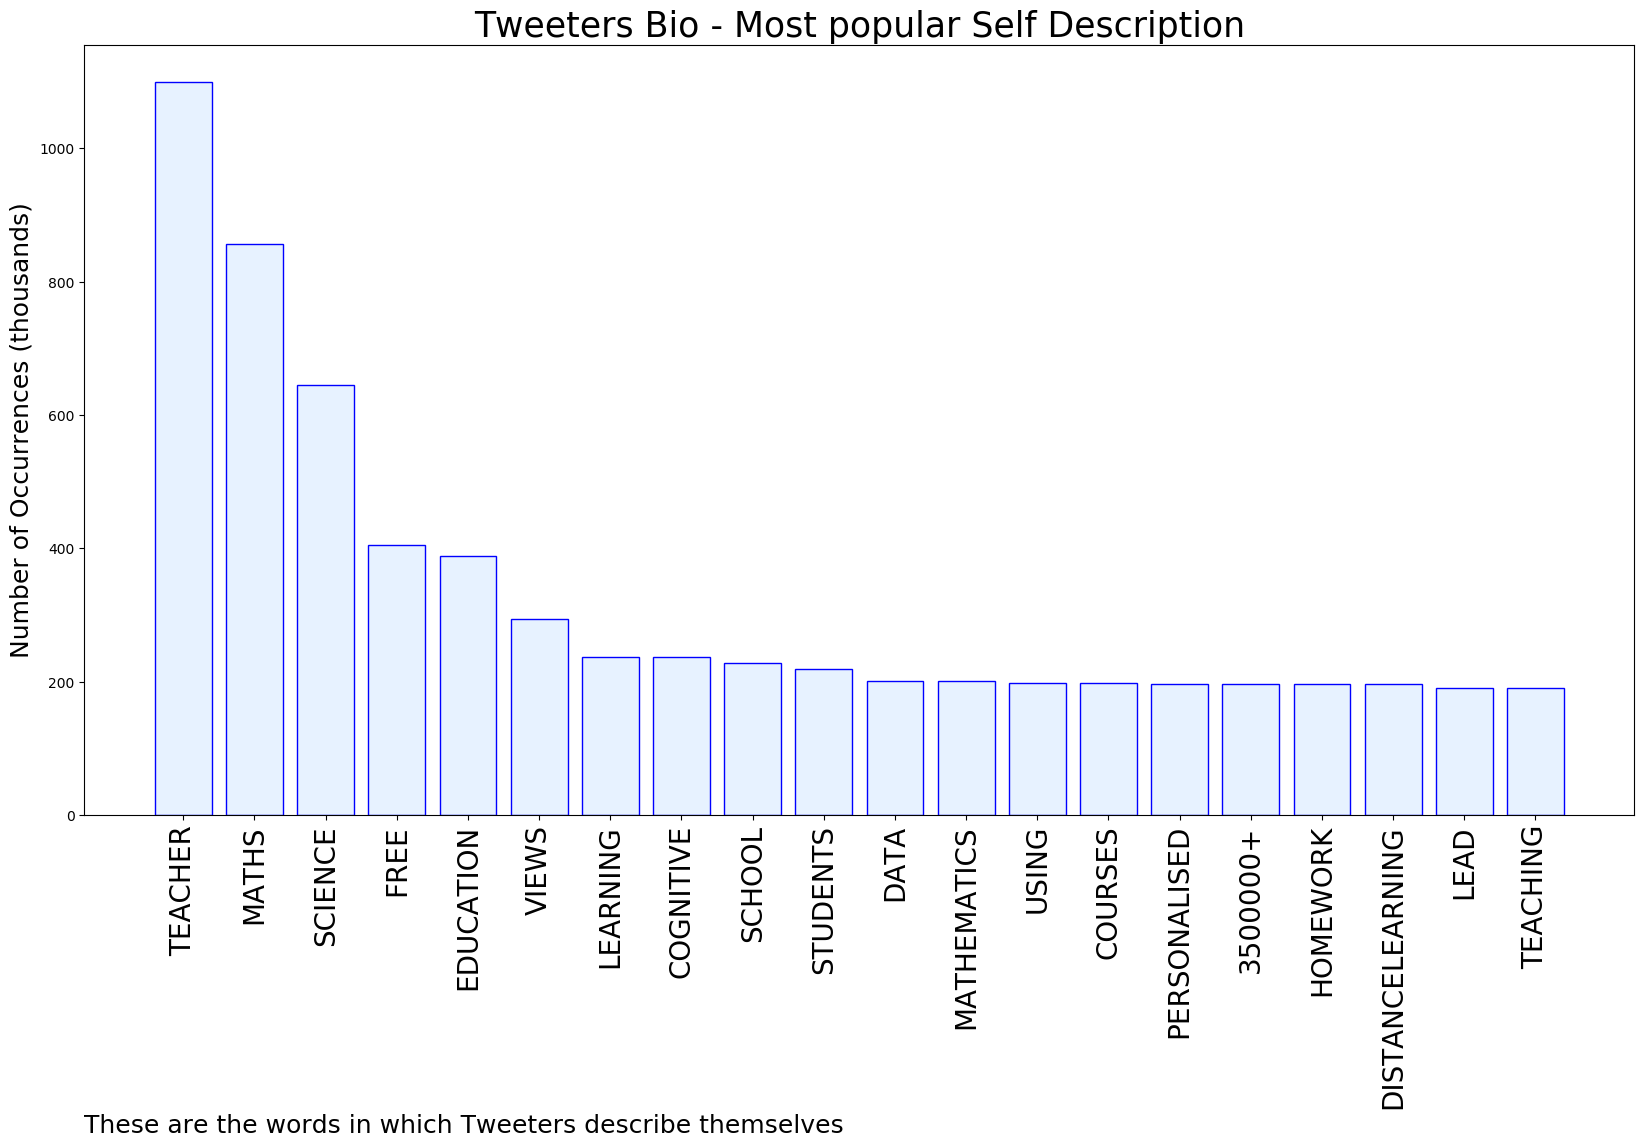 Tweeters Bio - Most popular Self Description
Number of Occurrences (thousands)
1000
800
600
400
200
0
TEACHER
MATHS
SCIENCE
FREE
EDUCATION
VIEWS
LEARNING
COGNITIVE
SCHOOL
STUDENTS
DATA
MATHEMATICS
USING
COURSES
PERSONALISED
3500000+
HOMEWORK
DISTANCELEARNING
LEAD
TEACHING
These are the words in which Tweeters describe themselves